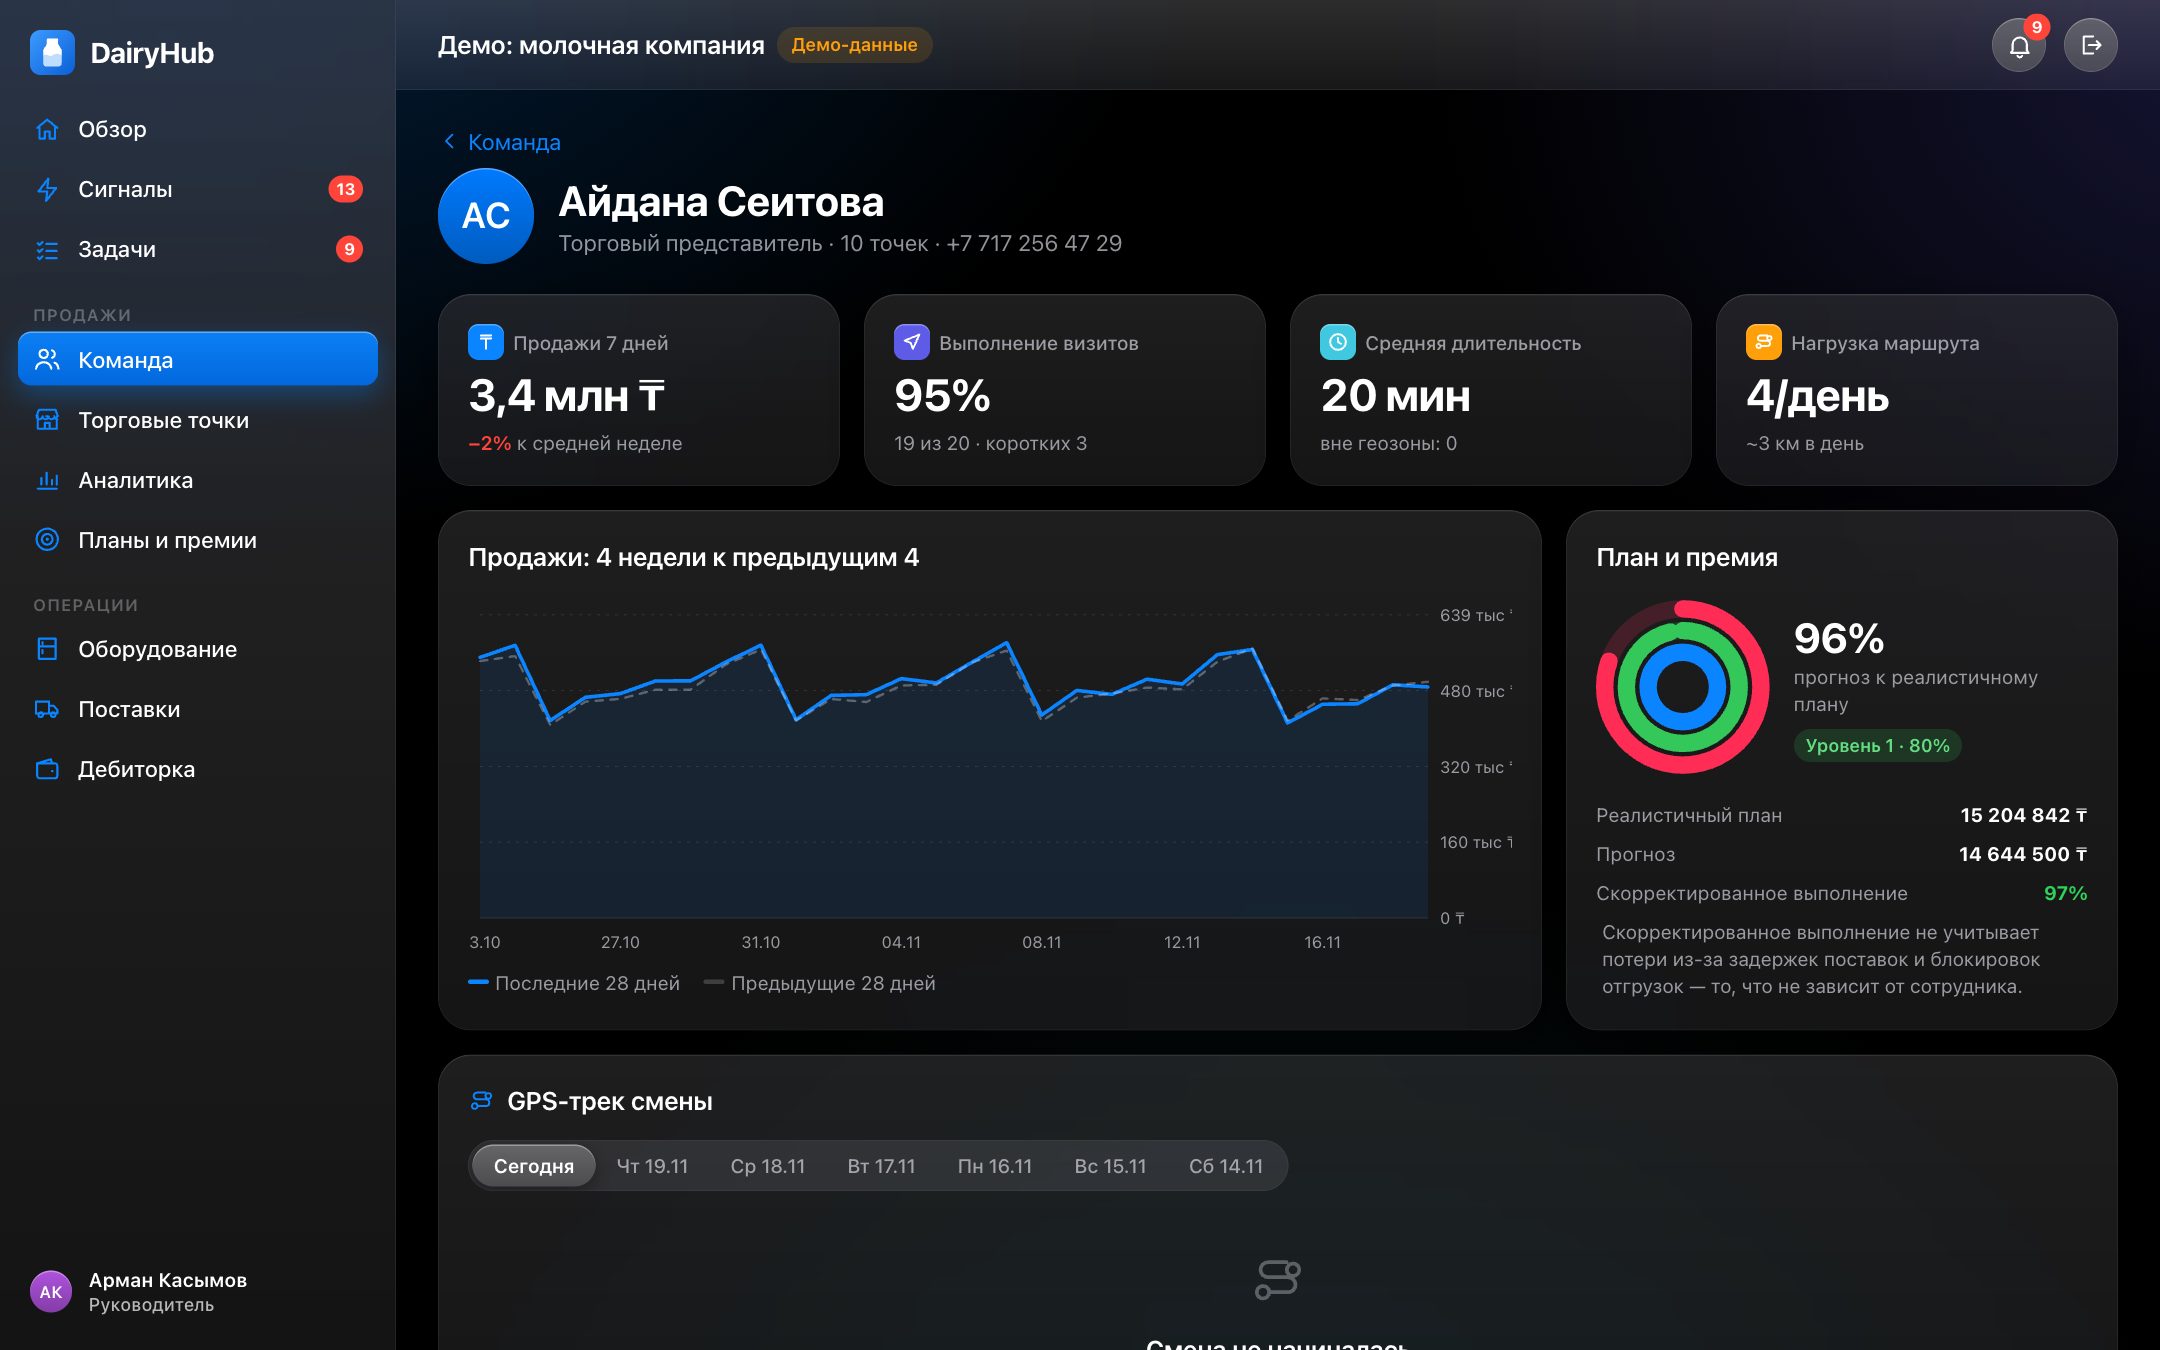 DairyHub
Обзор
Сигналы
13
Задачи
9
ПРОДАЖИ
Команда
Торговые точки
Аналитика
Планы и премии
ОПЕРАЦИИ
Оборудование
Поставки
Дебиторка
АК
Арман Касымов
Руководитель
Демо: молочная компания
Демо-данные
9
Команда
АС
Айдана Сеитова
Торговый представитель · 10 точек · +7 717 256 47 29
Продажи 7 дней
3,4 млн ₸
−2% к средней неделе
Выполнение визитов
95%
19 из 20 · коротких 3
Средняя длительность
20 мин
вне геозоны: 0
Нагрузка маршрута
4/день
~3 км в день
Продажи: 4 недели к предыдущим 4
639 тыс
480 тыс
320 тыс
160 тыс
0 ₸
3.10
27.10
31.10
04.11
08.11
12.11
16.11
Последние 28 дней
Предыдущие 28 дней
План и премия
96%
прогноз к реалистичному
плану
Уровень 1 · 80%
Реалистичный план
15 204 842 ₸
Прогноз
14 644 500 ₸
Скорректированное выполнение
97%
Скорректированное выполнение не учитывает
потери из-за задержек поставок и блокировок
отгрузок — то, что не зависит от сотрудника.
GPS-трек смены
Сегодня
Чт 19.11
Ср 18.11
Вт 17.11
Пн 16.11
Вс 15.11
Сб 14.11
Смена не начиналась